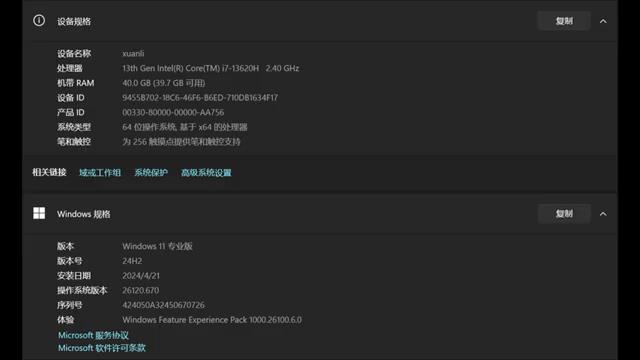 设备规格 复制
设备名称 xuanli
处理器 13th Gen Intel(R) Core(TM) i7-13620H 2.40 GHz
机带 RAM 40.0 GB (39.7 GB 可用)
设备 ID 9455B702-18C6-46F6-B6ED-710DB1634F17
产品 ID 00330-80000-00000-AA756
系统类型 64 位操作系统, 基于 x64 的处理器
笔和触控 为 256 触摸点提供笔和触控支持
相关链接 域或工作组 系统保护 高级系统设置
Windows 规格 复制
版本 Windows 11 专业版
版本号 24H2
安装日期 2024/4/21
操作系统版本 26120.670
序列号 424050A32450670726
体验 Windows Feature Experience Pack 1000.26100.6.0
Microsoft 服务协议
Microsoft 软件许可条款